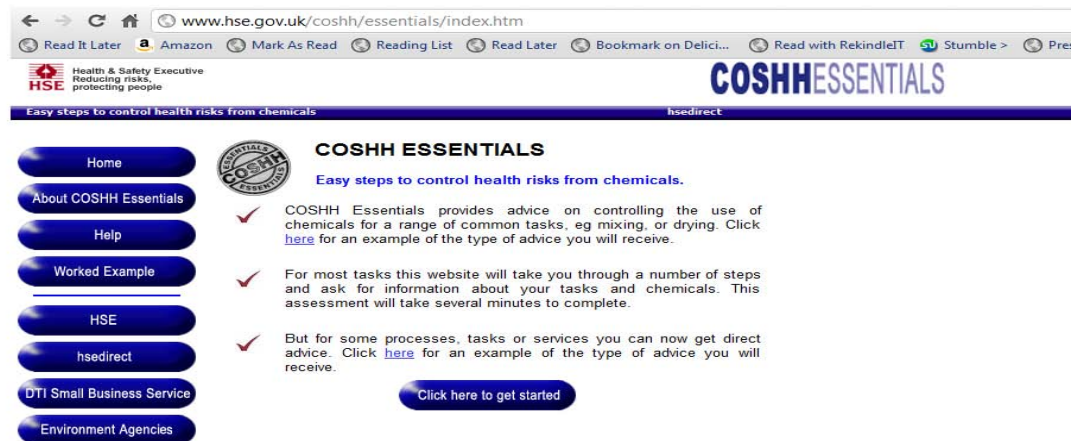 www.hse.gov.uk/coshh/essentials/index.htm
Read It Later Amazon Mark As Read Reading List Read Later Bookmark on Delici... Read with RekindleIT Stumble > Pres
Health & Safety Executive
Reducing risks,
HSE protecting people
COSHHESSENTIALS
Easy steps to control health risks from chemicals hsedirect
Home
About COSHH Essentials
Help
Worked Example
HSE
hsedirect
DTI Small Business Service
Environment Agencies
ESSENTIALS
COSHH
ESSENTIALS
COSHH ESSENTIALS
Easy steps to control health risks from chemicals.
COSHH Essentials provides advice on controlling the use of
chemicals for a range of common tasks, eg mixing, or drying. Click
here for an example of the type of advice you will receive.
For most tasks this website will take you through a number of steps
and ask for information about your tasks and chemicals. This
assessment will take several minutes to complete.
But for some processes, tasks or services you can now get direct
advice. Click here for an example of the type of advice you will
receive.
Click here to get started